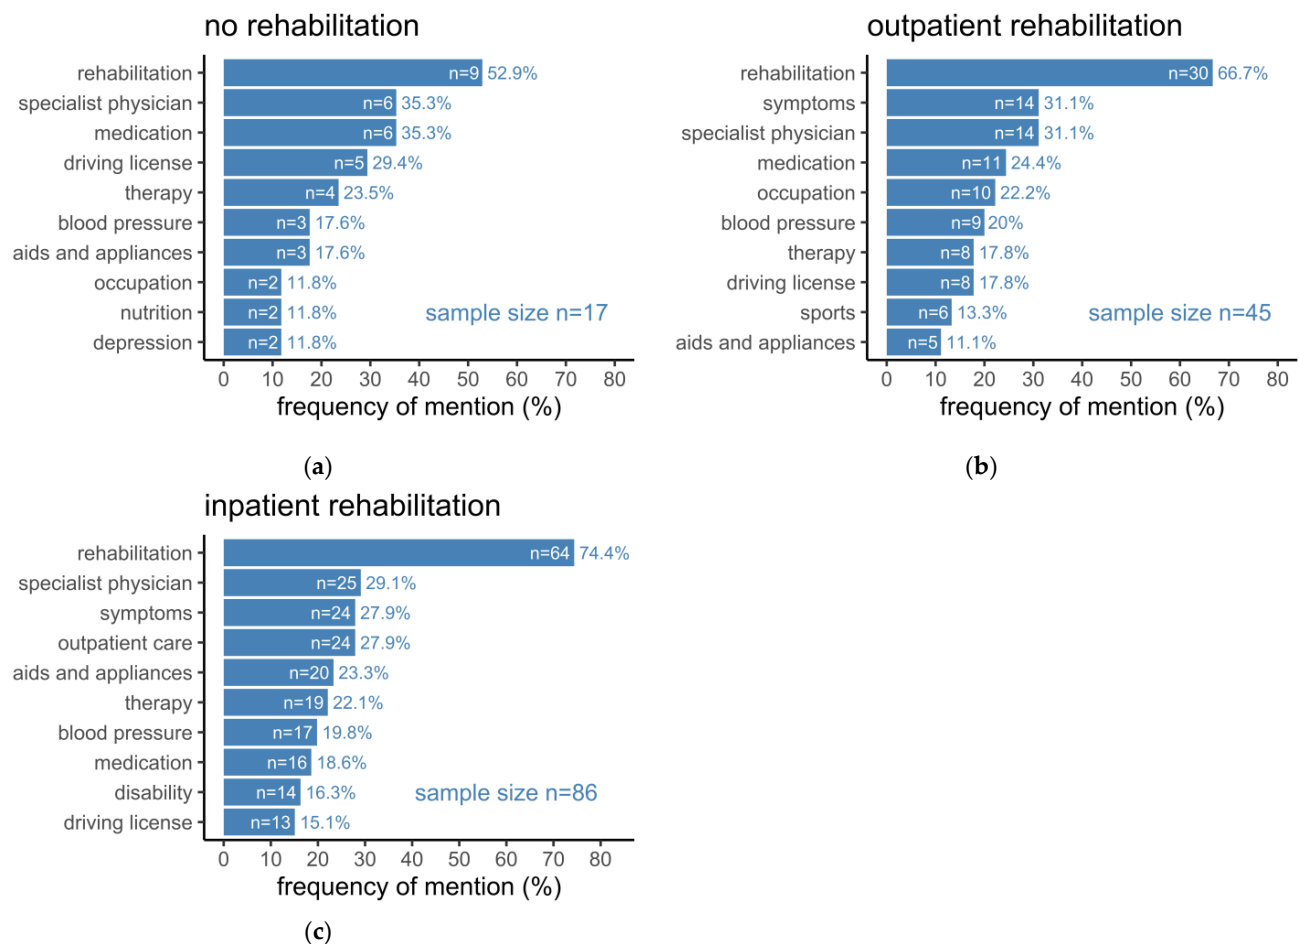 no rehabilitation
rehabilitation n=9 52.9%
specialist physician n=6 35.3%
medication n=6 35.3%
driving license n=5 29.4%
therapy n=4 23.5%
blood pressure n=3 17.6%
aids and appliances n=3 17.6%
occupation n=2 11.8%
nutrition n=2 11.8% sample size n=17
depression n=2 11.8%
0 10 20 30 40 50 60 70 80
frequency of mention (%)
(a)
outpatient rehabilitation
rehabilitation n=30 66.7%
symptoms n=14 31.1%
specialist physician n=14 31.1%
medication n=11 24.4%
occupation n=10 22.2%
blood pressure n=9 20%
therapy n=8 17.8%
driving license n=8 17.8%
sports n=6 13.3% sample size n=45
aids and appliances n=5 11.1%
0 10 20 30 40 50 60 70 80
frequency of mention (%)
(b)
inpatient rehabilitation
rehabilitation n=64 74.4%
specialist physician n=25 29.1%
symptoms n=24 27.9%
outpatient care n=24 27.9%
aids and appliances n=20 23.3%
therapy n=19 22.1%
blood pressure n=17 19.8%
medication n=16 18.6%
disability n=14 16.3% sample size n=86
driving license n=13 15.1%
0 10 20 30 40 50 60 70 80
frequency of mention (%)
(c)